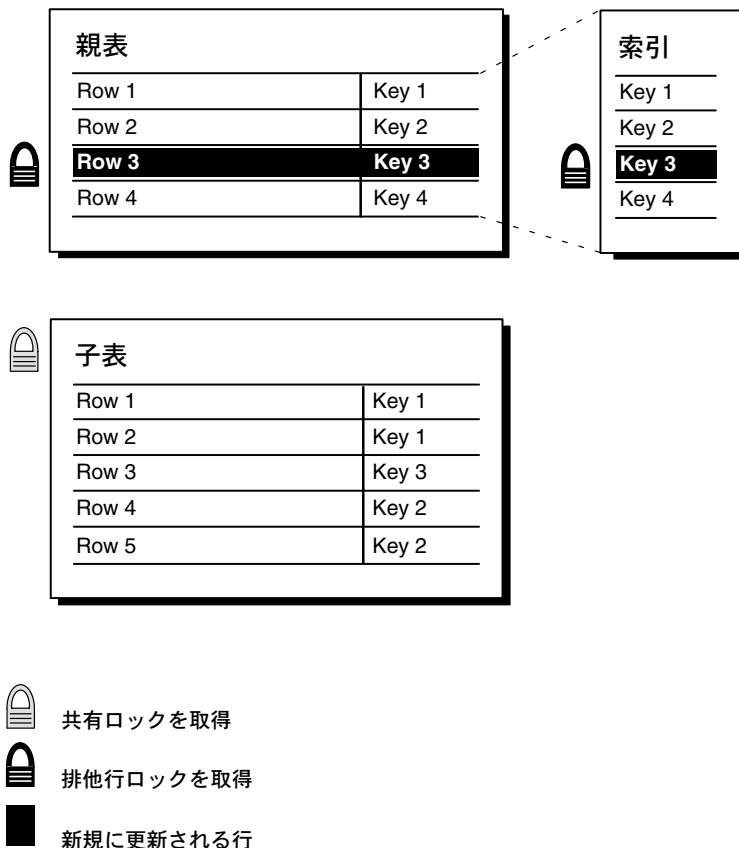 親表
Row 1 Key 1
Row 2 Key 2
Row 3 Key 3
Row 4 Key 4
索引
Key 1
Key 2
Key 3
Key 4
子表
Row 1 Key 1
Row 2 Key 1
Row 3 Key 3
Row 4 Key 2
Row 5 Key 2
共有ロックを取得
排他行ロックを取得
新規に更新される行